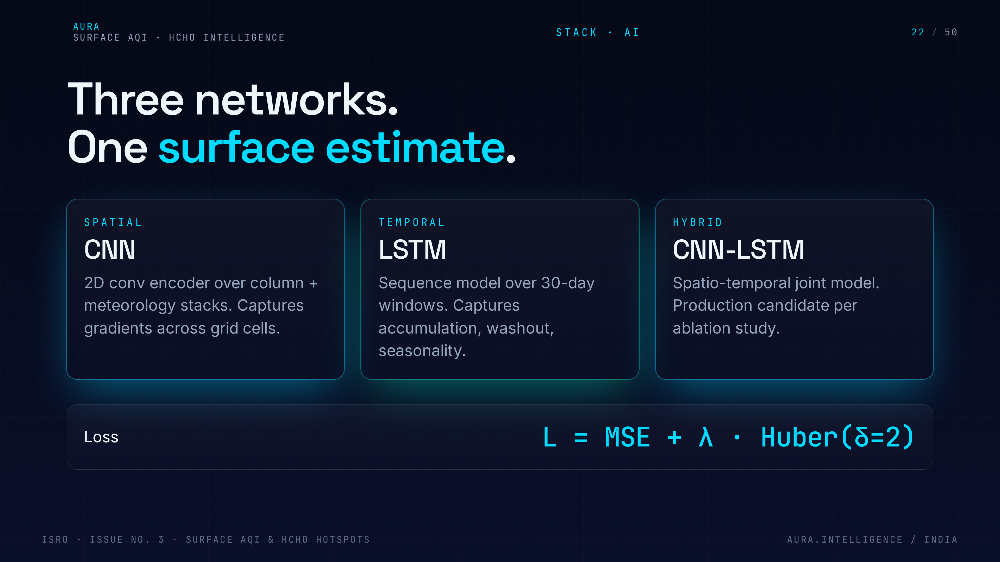 AURA
SURFACE AQI · HCHO INTELLIGENCE
STACK · AI
22 / 50
Three networks.
One surface estimate.
SPATIAL
CNN
2D conv encoder over column +
meteorology stacks. Captures
gradients across grid cells.
TEMPORAL
LSTM
Sequence model over 30-day
windows. Captures
accumulation, washout,
seasonality.
HYBRID
CNN-LSTM
Spatio-temporal joint model.
Production candidate per
ablation study.
Loss
L = MSE + λ · Huber(δ=2)
ISRO · ISSUE NO. 3 · SURFACE AQI & HCHO HOTSPOTS
AURA.INTELLIGENCE / INDIA